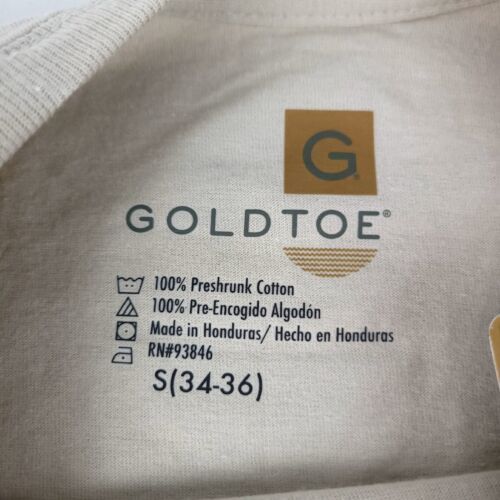 G®
GOLDTOE®
100% Preshrunk Cotton
100% Pre-Encogido Algodón
Made in Honduras/ Hecho en Honduras
RN#93846
S(34-36)